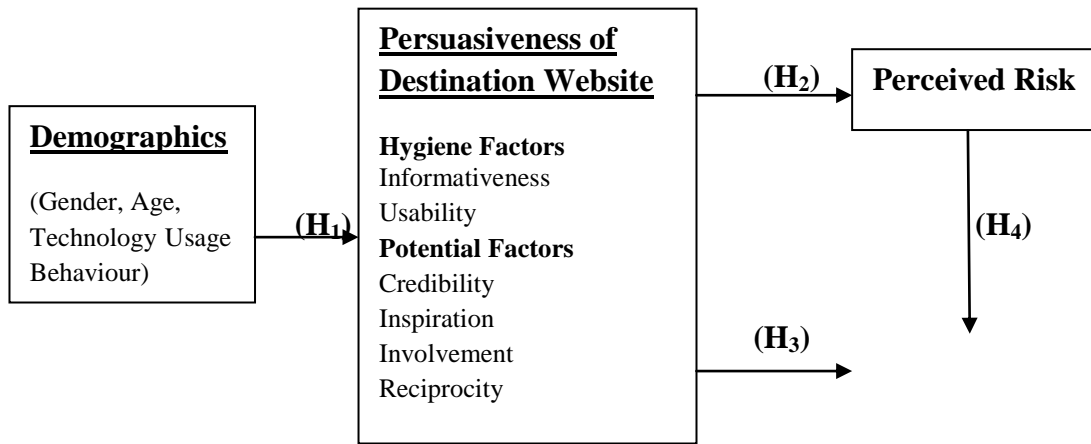 Demographics
(Gender, Age,
Technology Usage
Behaviour)
(H₁)
Persuasiveness of
Destination Website
Hygiene Factors
Informativeness
Usability
Potential Factors
Credibility
Inspiration
Involvement
Reciprocity
(H₂)
Perceived Risk
(H₄)
(H₃)